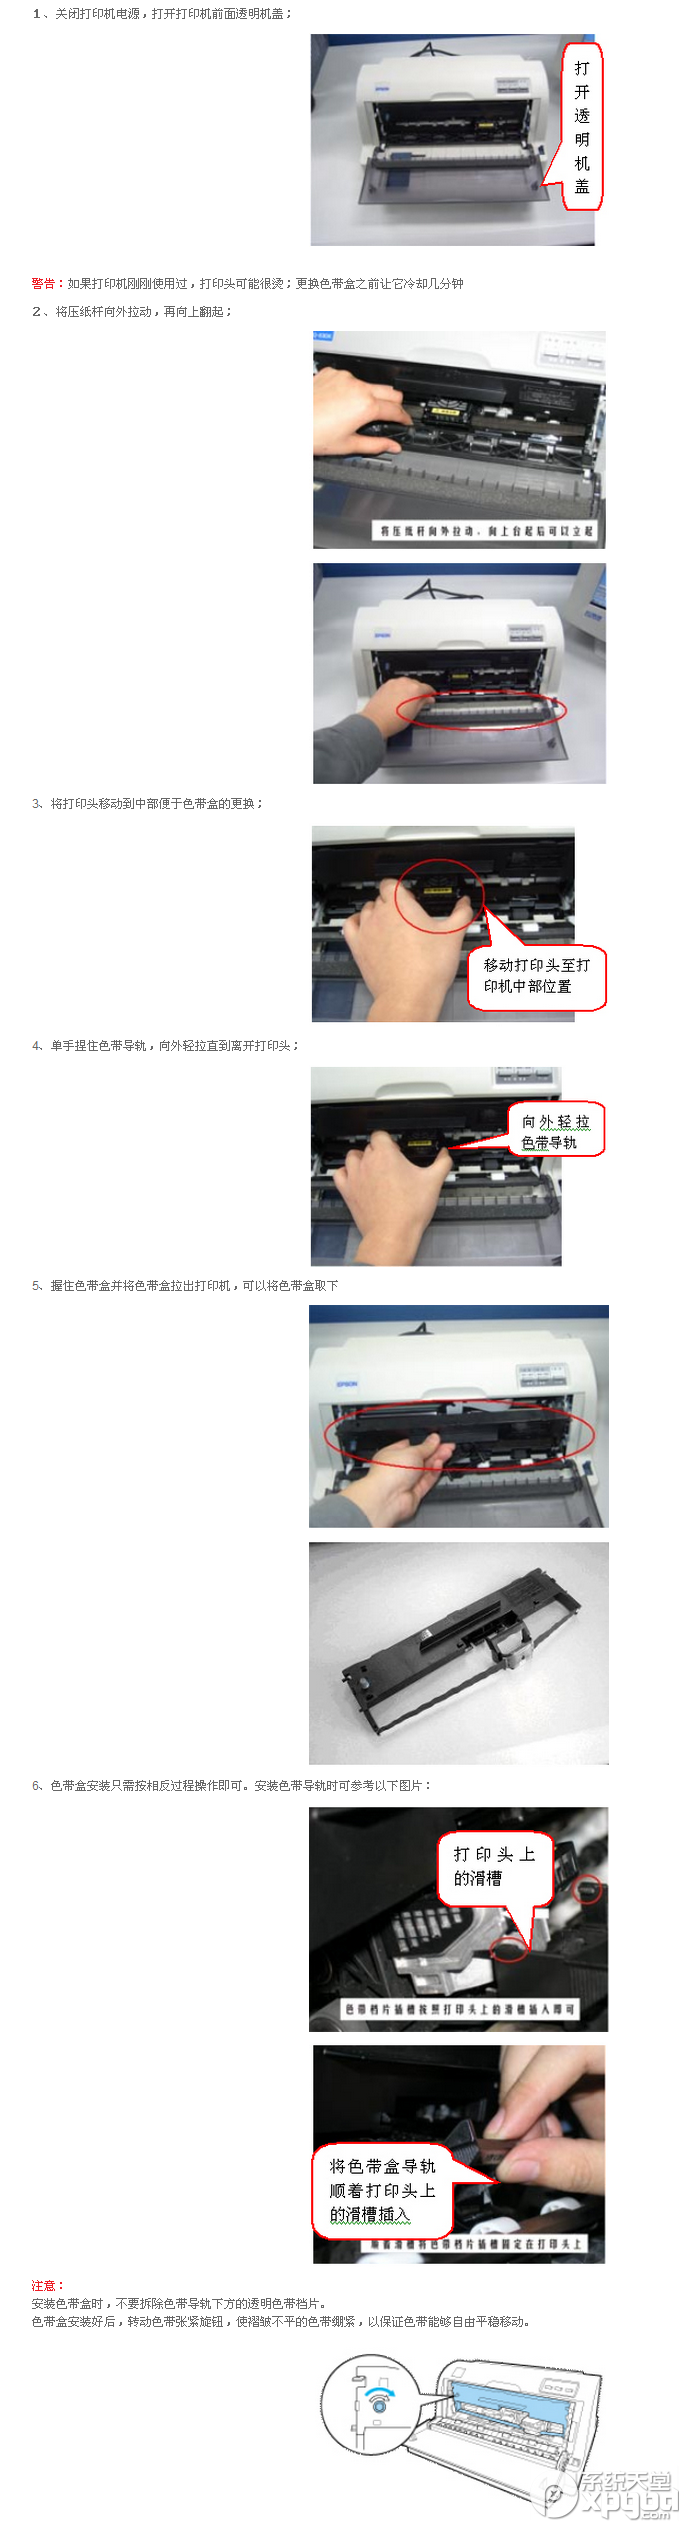 1、关闭打印机电源，打开打印机前面透明机盖；
EPSON
打
开
透
明
机
盖
警告：如果打印机刚刚使用过，打印头可能很烫；更换色带盒之前让它冷却几分钟
2、将压纸杆向外拉动，再向上翻起；
将压纸杆向外拉动，向上台起后可以立起
EPSON
3、将打印头移动到中部便于色带盒的更换；
移动打印头至打
印机中部位置
4、单手捏住色带导轨，向外轻拉直到离开打印头；
向外轻拉
色带导轨
5、握住色带盒并将色带盒拉出打印机，可以将色带盒取下
EPSON
6、色带盒安装只需按相反过程操作即可。安装色带导轨时可参考以下图片：
打印头上
的滑槽
色带档片插槽按照打印头上的滑槽插入即可
将色带盒导轨
顺着打印头上
的滑槽插入
顺着滑槽将色带档片插槽固定在打印头上
注意：
安装色带盒时，不要拆除色带导轨下方的透明色带档片。
色带盒安装好后，转动色带张紧旋钮，使褶皱不平的色带绷紧，以保证色带能够自由平稳移动。
系统天堂
xpgod